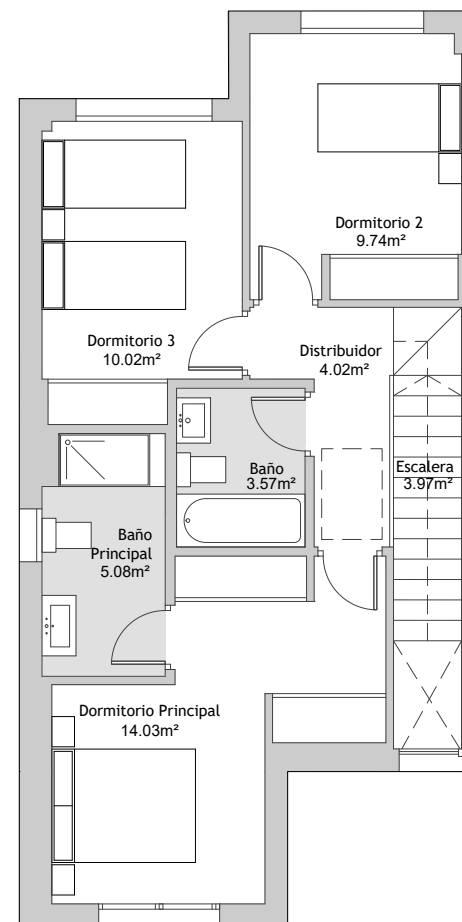 Dormitorio 2
9.74m²
Dormitorio 3
10.02m²
Distribuidor
4.02m²
Baño
3.57m²
Escalera
3.97m²
Baño
Principal
5.08m²
Dormitorio Principal
14.03m²